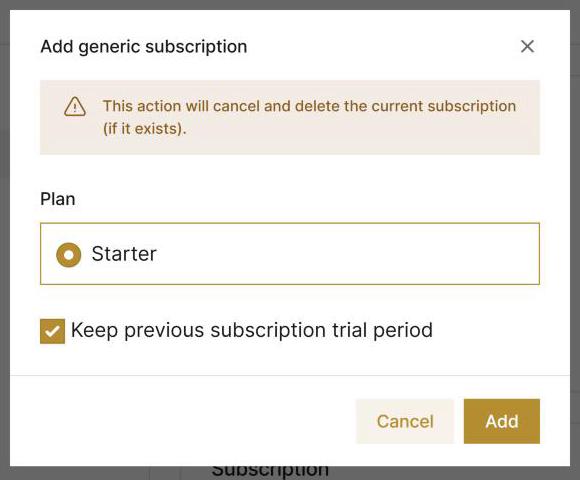 Add generic subscription
This action will cancel and delete the current subscription
(if it exists).
Plan
Starter
Keep previous subscription trial period
Cancel
Add
Subscription